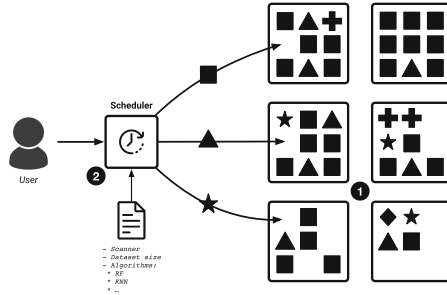 Scheduler
User
2
1
- Scanner
- Dataset size
- Algorithms:
* RF
* KNN